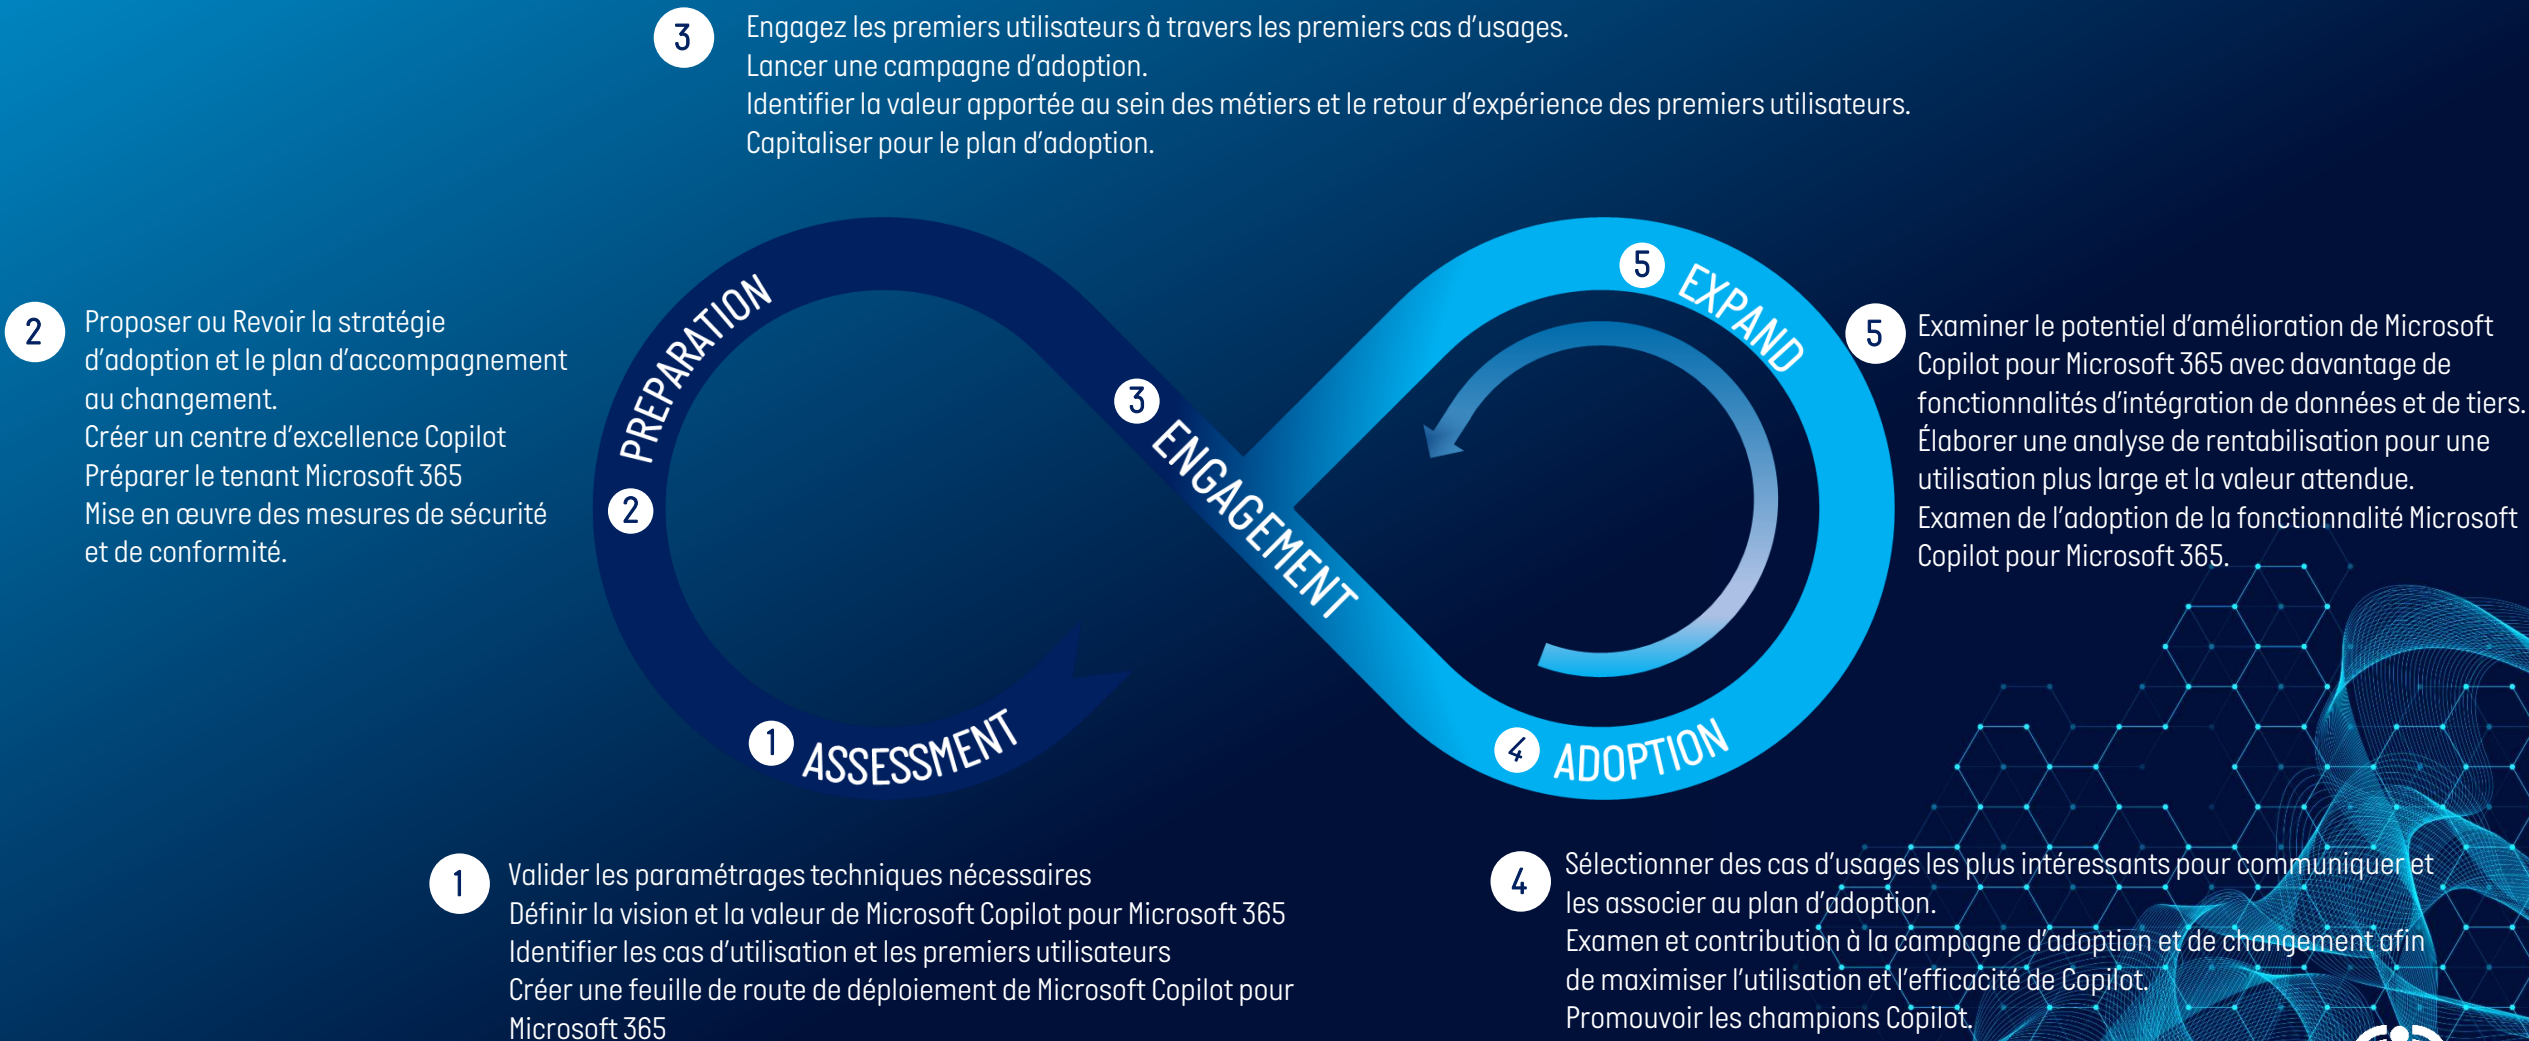 3
Engagez les premiers utilisateurs à travers les premiers cas d'usages.
Lancer une campagne d'adoption.
Identifier la valeur apportée au sein des métiers et le retour d'expérience des premiers utilisateurs.
Capitaliser pour le plan d'adoption.
2
Proposer ou Revoir la stratégie
d'adoption et le plan d'accompagnement
au changement.
Créer un centre d'excellence Copilot
Préparer le tenant Microsoft 365
Mise en œuvre des mesures de sécurité
et de conformité.
PREPARATION
2
3
ENGAGEMENT
5
EXPAND
1
ASSESSMENT
4
ADOPTION
5
Examiner le potentiel d'amélioration de Microsoft
Copilot pour Microsoft 365 avec davantage de
fonctionnalités d'intégration de données et de tiers.
Élaborer une analyse de rentabilisation pour une
utilisation plus large et la valeur attendue.
Examen de l'adoption de la fonctionnalité Microsoft
Copilot pour Microsoft 365.
1
Valider les paramétrages techniques nécessaires
Définir la vision et la valeur de Microsoft Copilot pour Microsoft 365
Identifier les cas d'utilisation et les premiers utilisateurs
Créer une feuille de route de déploiement de Microsoft Copilot pour
Microsoft 365
4
Sélectionner des cas d'usages les plus intéressants pour communiquer et
les associer au plan d'adoption.
Examen et contribution à la campagne d'adoption et de changement afin
de maximiser l'utilisation et l'efficacité de Copilot.
Promouvoir les champions Copilot.